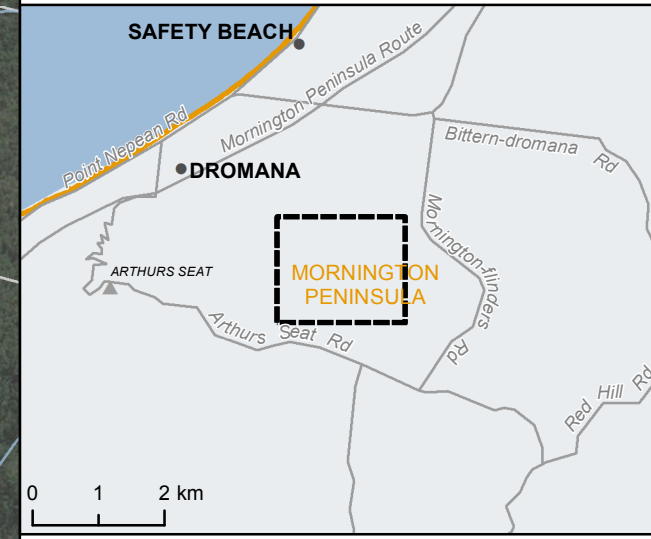 SAFETY BEACH
Mornington Peninsula Route
Point Nepean Rd
Bittern-dromana Rd
DROMANA
Mornington-flinders Rd
ARTHURS SEAT
MORNINGTON
PENINSULA
Arthurs Seat Rd
Red Hill Rd
0 1 2 km